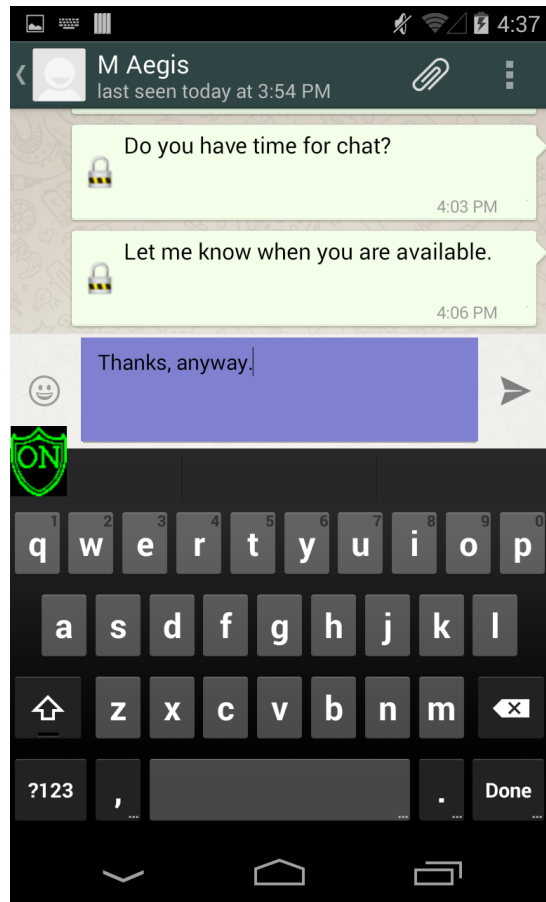 4:37
M Aegis
last seen today at 3:54 PM
Do you have time for chat?
4:03 PM
Let me know when you are available.
4:06 PM
Thanks, anyway.
ON
1 2 3 4 5 6 7 8 9 0
q w e r t y u i o p
a s d f g h j k l
z x c v b n m
?123 , . Done